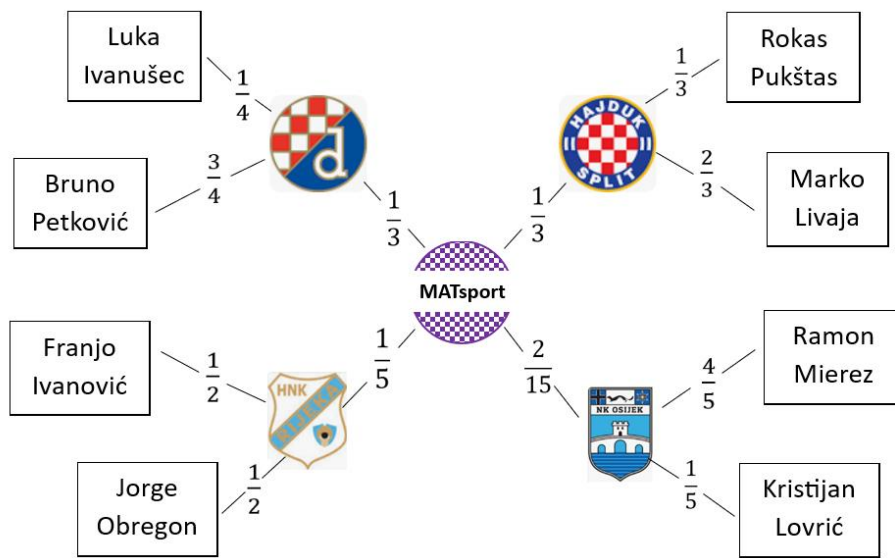 Luka
Ivanušec
1
4
Bruno
Petković
3
4
1
3
HAJDUK
SPLIT
Rokas
Pukštas
1
3
Marko
Livaja
2
3
1
3
MATsport
Franjo
Ivanović
1
2
HNK
RIJEKA
1
5
Jorge
Obregon
1
2
2
15
NK OSIJEK
Ramon
Mierez
4
5
Kristijan
Lovrić
1
5
d